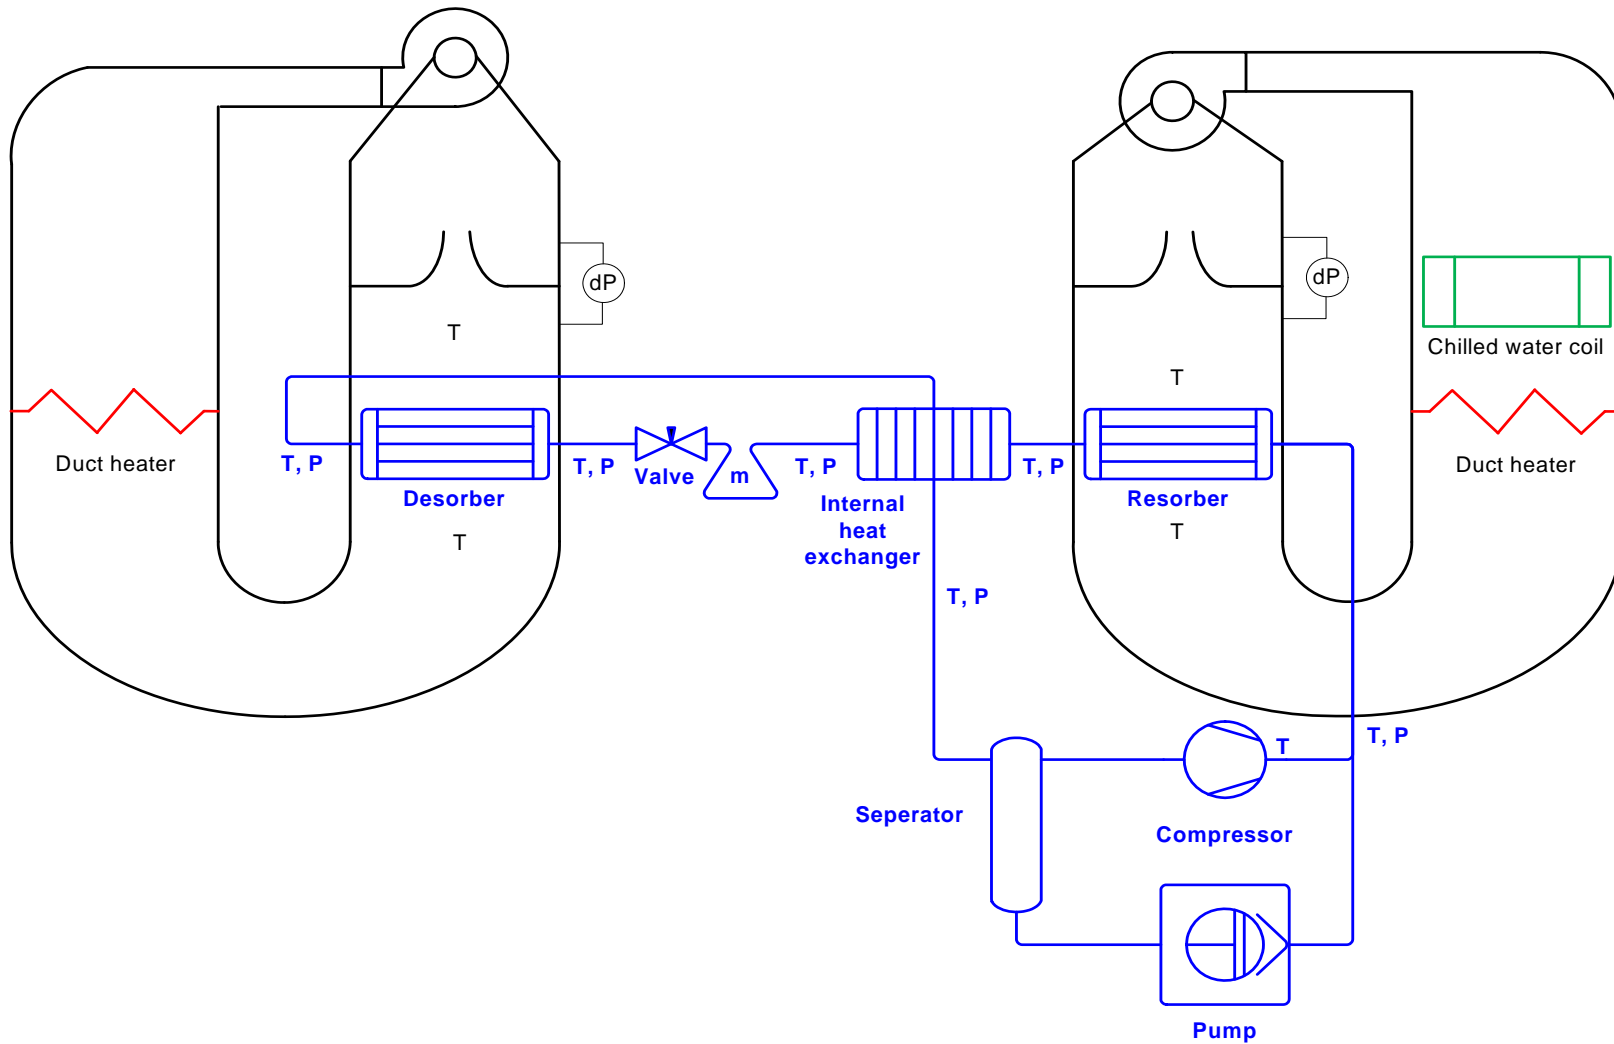 dP
dP
T
Chilled water coil
T
Duct heater
T, P
Desorber
T, P
Valve
m
T, P
Internal
heat
exchanger
T, P
Resorber
Duct heater
T
T
T, P
T, P
T
Seperator
Compressor
Pump